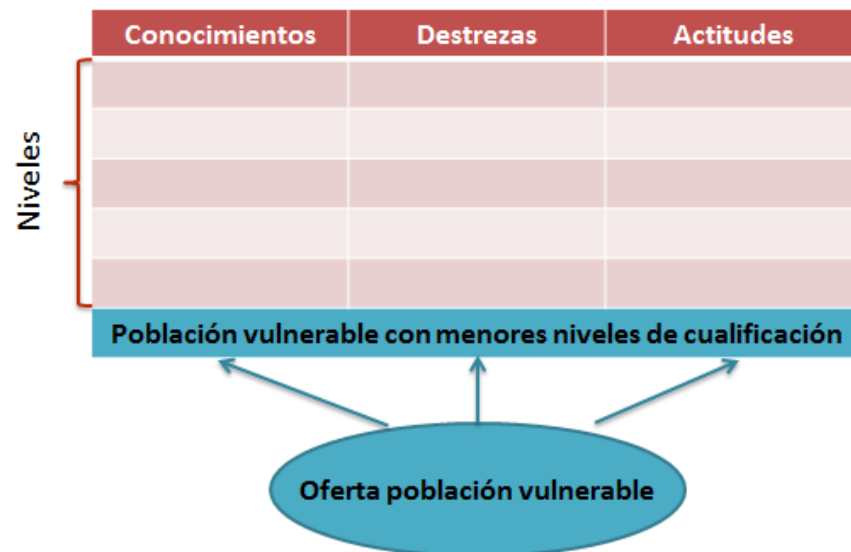 Conocimientos Destrezas Actitudes
Niveles
Población vulnerable con menores niveles de cualificación
Oferta población vulnerable